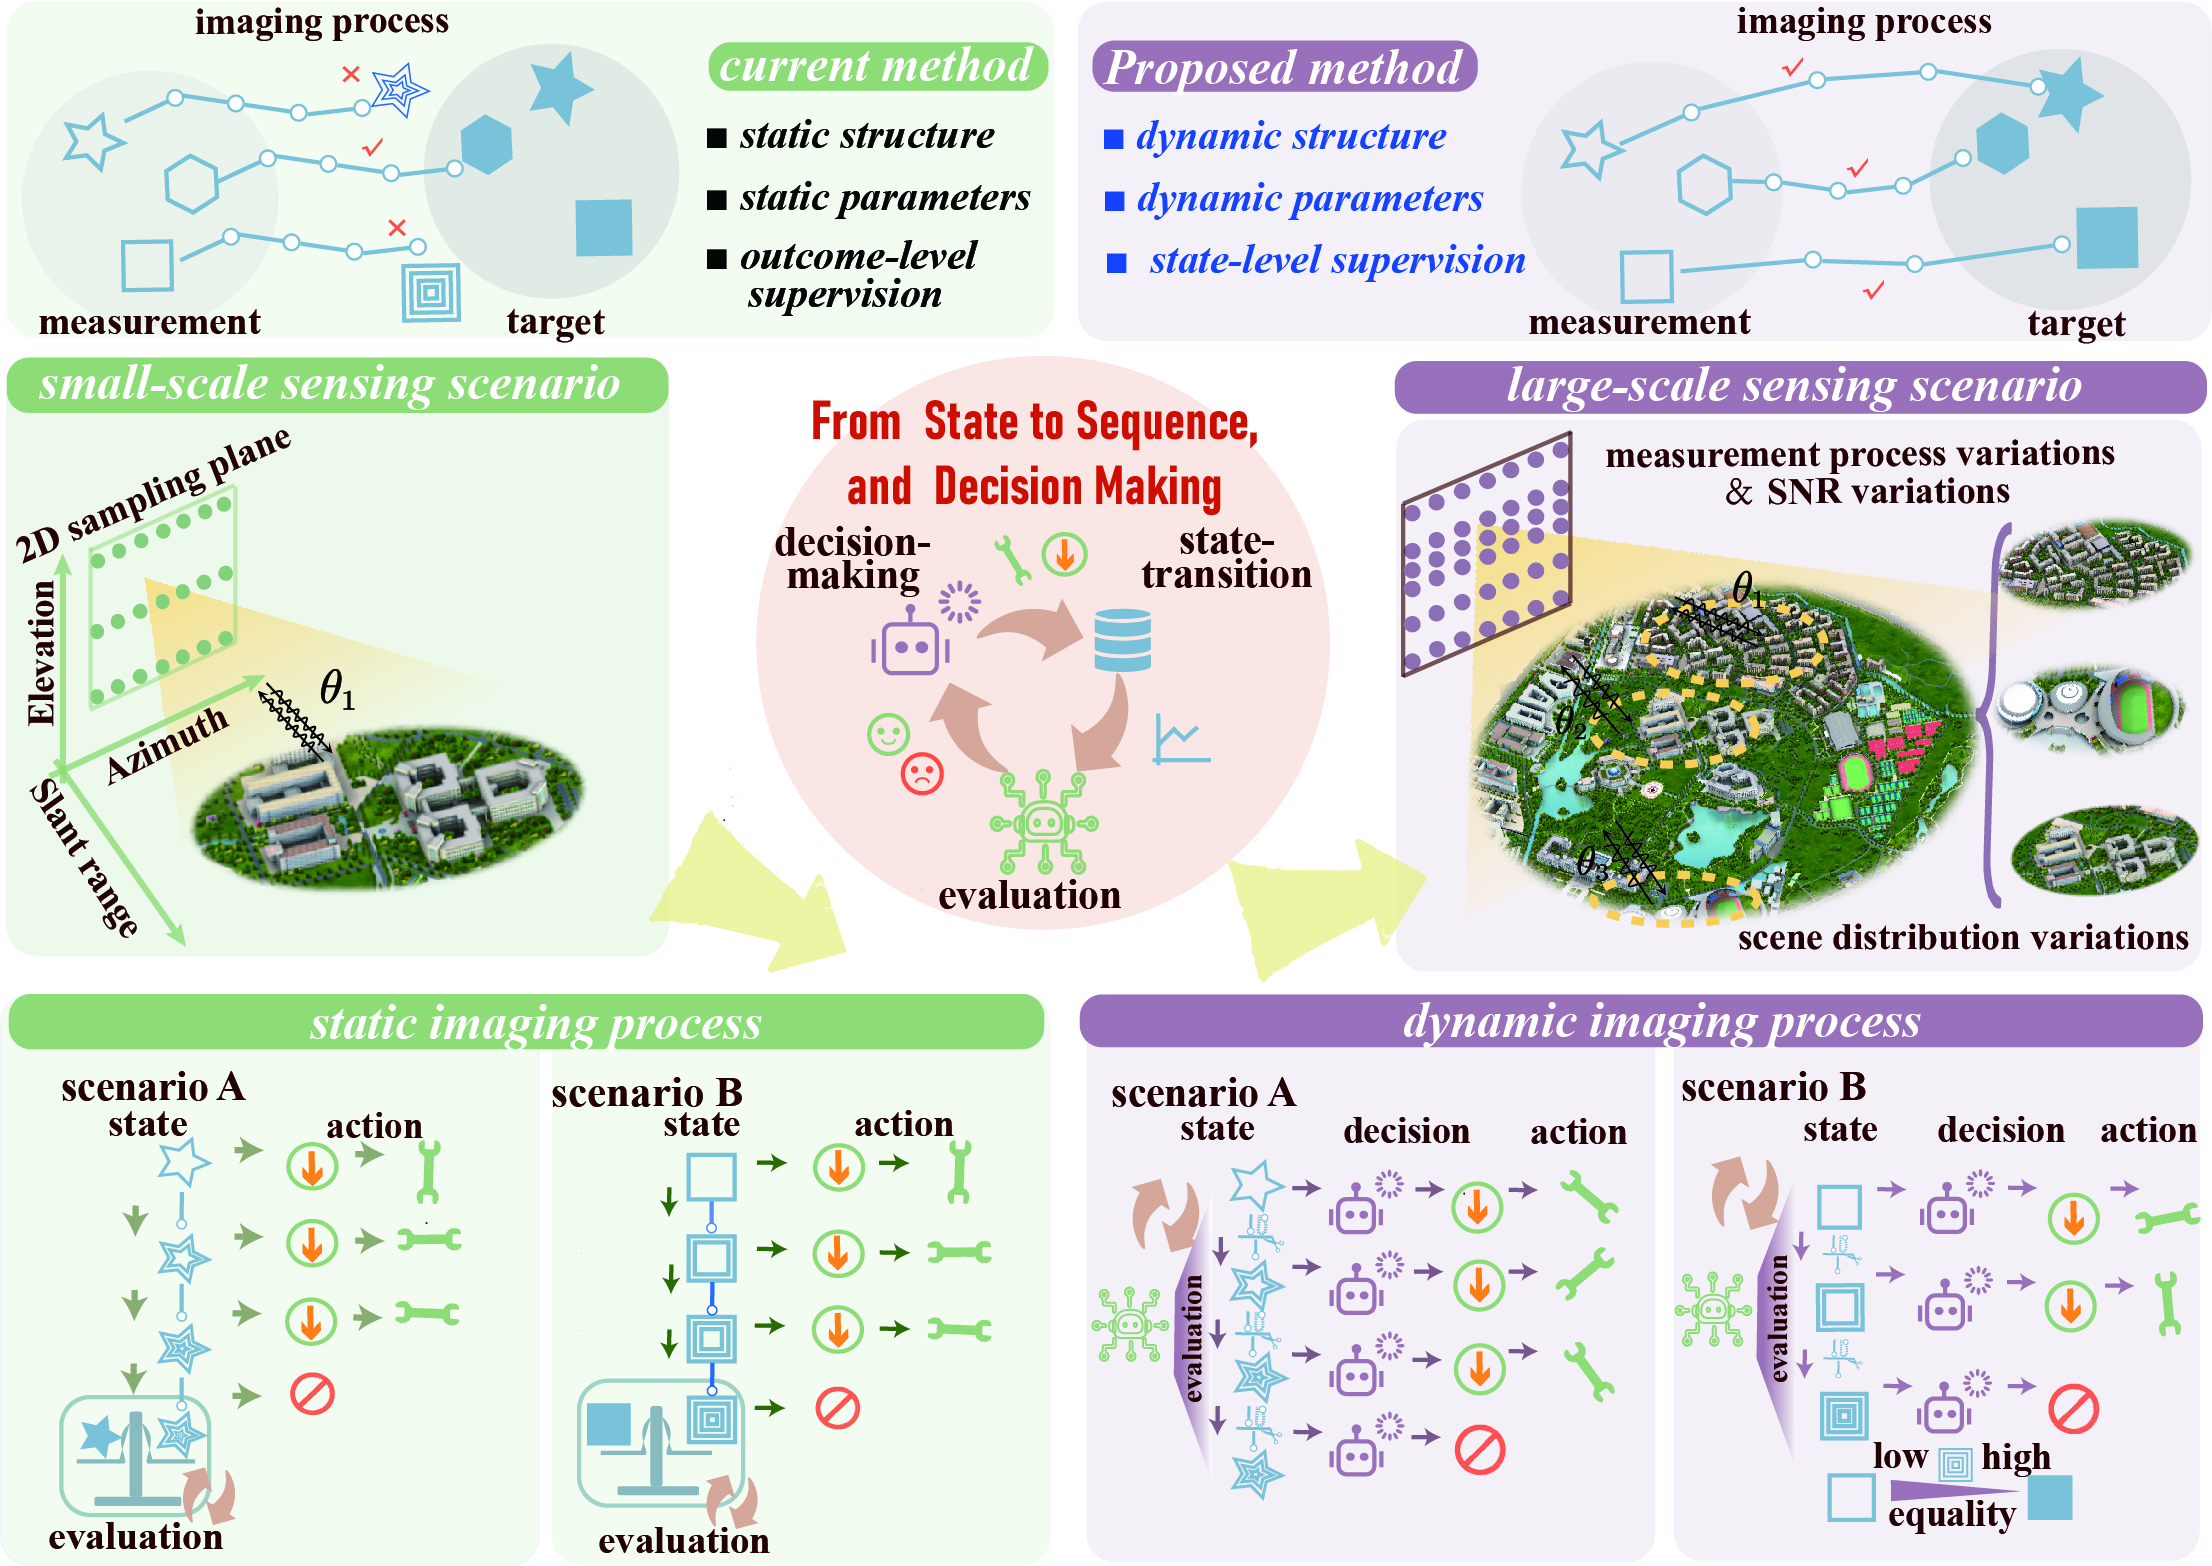 imaging process
current method
static structure
static parameters
outcome-level
supervision
measurement
target
Proposed method
dynamic structure
dynamic parameters
state-level supervision
imaging process
measurement
target
small-scale sensing scenario
2D sampling plane
Elevation
Azimuth
Slant range
θ1
From State to Sequence,
and Decision Making
decision-
making
state-
transition
evaluation
large-scale sensing scenario
measurement process variations
& SNR variations
θ1
θ2
θ3
scene distribution variations
static imaging process
scenario A
state
action
evaluation
scenario B
state
action
evaluation
dynamic imaging process
scenario A
state
decision
action
evaluation
scenario B
state
decision
action
evaluation
low
high
equality